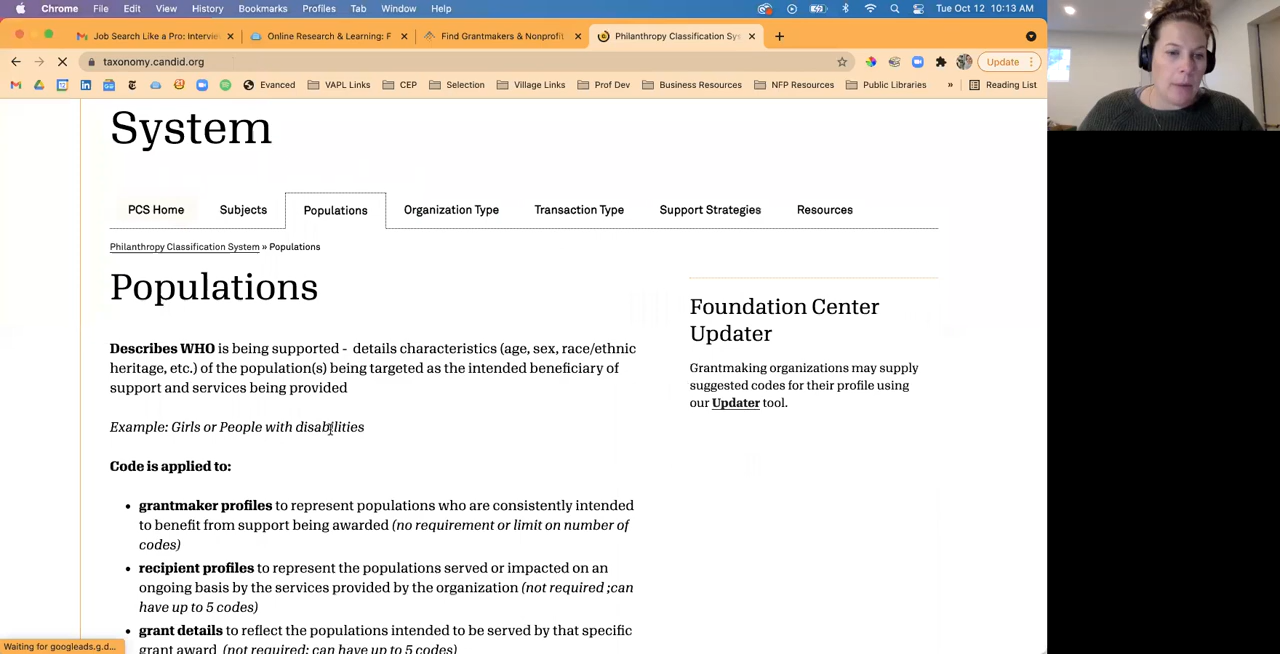 Chrome File Edit View History Bookmarks Profiles Tab Window Help Tue Oct 12 10:13 AM
Job Search Like a Pro: Intervie Online Research & Learning: F Find Grantmakers & Nonprofit Philanthropy Classification Sys
taxonomy.candid.org Update
Evanced VAPL Links CEP Selection Village Links Prof Dev Business Resources NFP Resources Public Libraries » Reading List
System
PCS Home Subjects Populations Organization Type Transaction Type Support Strategies Resources
Philanthropy Classification System » Populations
Populations
Describes WHO is being supported - details characteristics (age, sex, race/ethnic
heritage, etc.) of the population(s) being targeted as the intended beneficiary of
support and services being provided
Example: Girls or People with disabilities
Code is applied to:
• grantmaker profiles to represent populations who are consistently intended
to benefit from support being awarded (no requirement or limit on number of
codes)
• recipient profiles to represent the populations served or impacted on an
ongoing basis by the services provided by the organization (not required ;can
have up to 5 codes)
• grant details to reflect the populations intended to be served by that specific
grant award (not required; can have up to 5 codes)
Foundation Center
Updater
Grantmaking organizations may supply
suggested codes for their profile using
our Updater tool.
Waiting for googleads.g.d...